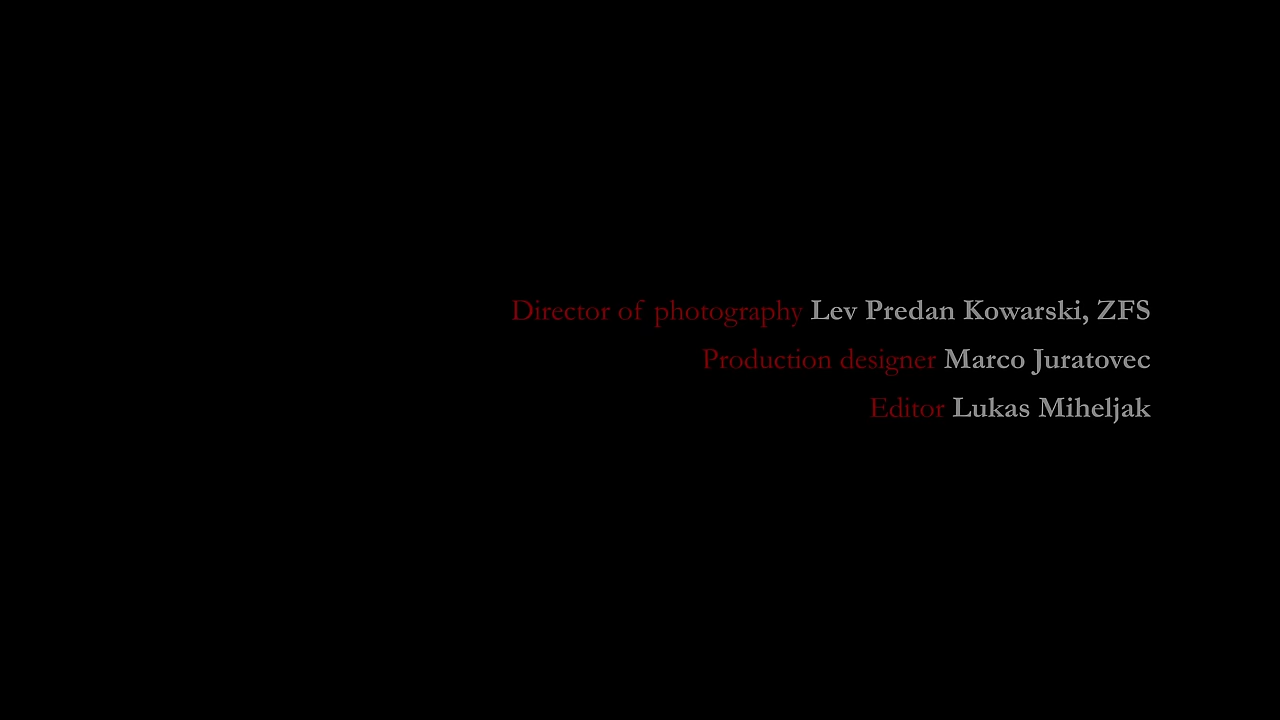 Director of photography Lev Predan Kowarski, ZFS
Production designer Marco Juratovec
Editor Lukas Miheljak